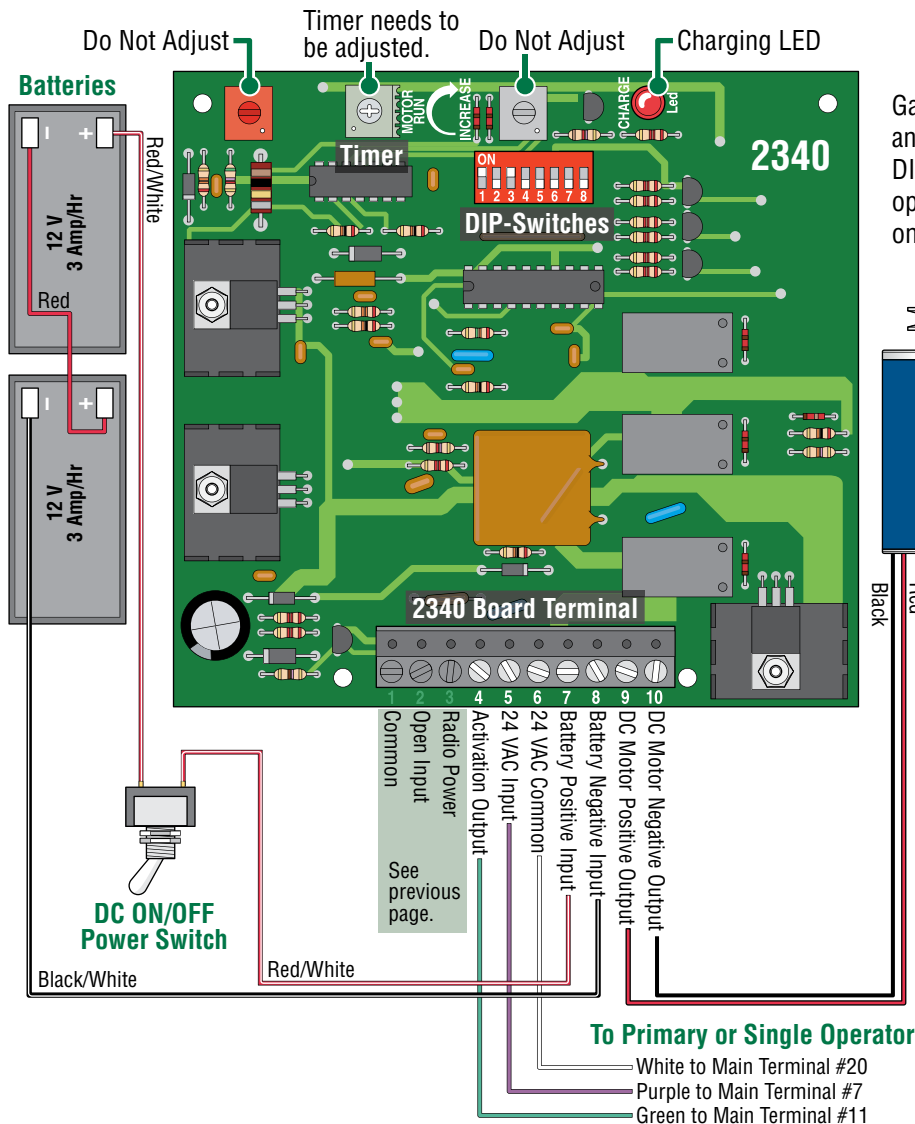 Do Not Adjust
Timer needs to
be adjusted.
Do Not Adjust
Charging LED
Batteries
Red/White
12 V
3 Amp/Hr
Red
12 V
3 Amp/Hr
MOTOR
RUN
INCREASE
CHARGE
Led
2340
Timer
ON
1 2 3 4 5 6 7 8
DIP-Switches
2340 Board Terminal
1 2 3 4 5 6 7 8 9 10
Common
Open Input
Radio Power
See
previous
page.
Activation Output
24 VAC Input
24 VAC Common
Battery Positive Input
Battery Negative Input
DC Motor Positive Output
DC Motor Negative Output
Black
DC ON/OFF
Power Switch
Black/White
Red/White
To Primary or Single Operator
White to Main Terminal #20
Purple to Main Terminal #7
Green to Main Terminal #11